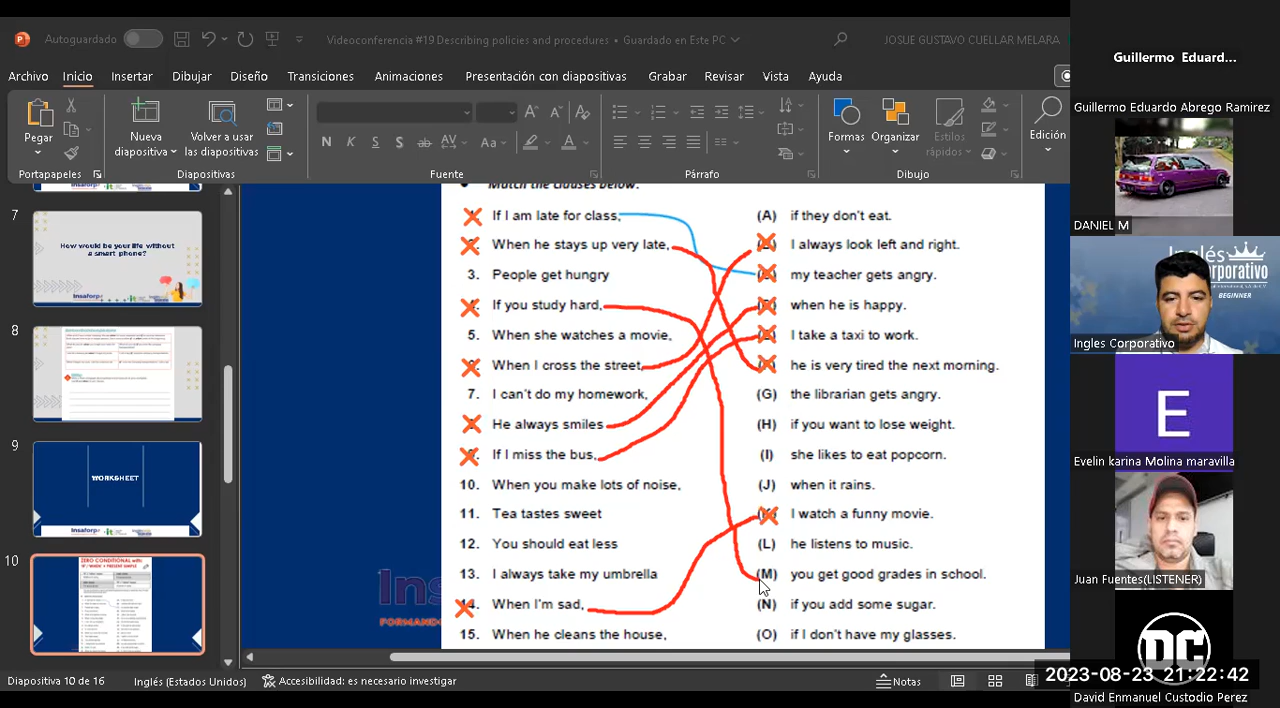 Autoguardado
Videoconferencia #19 Describing policies and procedures • Guardado en Este PC
JOSUE GUSTAVO CUELLAR MELARA
Archivo Inicio Insertar Dibujar Diseño Transiciones Animaciones Presentación con diapositivas Grabar Revisar Vista Ayuda
Pegar
Nueva diapositiva
Volver a usar las diapositivas
N K S S ab AV Aa A
Formas Organizar Estilos rápidos Edición
Portapapeles Diapositivas Fuente Párrafo Dibujo
7
How would be your life without
a smart phone?
Insaforp
8
9
WORKSHEET
Insaforp
10
ZERO CONDITIONAL with:
Match the clauses below.
If I am late for class,
When he stays up very late,
3. People get hungry
If you study hard,
5. When she watches a movie,
When I cross the street,
7. I can't do my homework,
He always smiles
If I miss the bus,
10. When you make lots of noise,
11. Tea tastes sweet
12. You should eat less
13. I always take my umbrella
When I'm sad,
15. When he cleans the house,
(A) if they don't eat.
I always look left and right.
my teacher gets angry.
when he is happy.
I take a taxi to work.
he is very tired the next morning.
(G) the librarian gets angry.
(H) if you want to lose weight.
(I) she likes to eat popcorn.
(J) when it rains.
I watch a funny movie.
(L) he listens to music.
(M) you get good grades in school.
(N) if you add some sugar.
(O) if I don't have my glasses.
Diapositiva 10 de 16
Inglés (Estados Unidos)
Accesibilidad: es necesario investigar
Notas
Guillermo Eduard...
Guillermo Eduardo Abrego Ramirez
DANIEL M
Inglés
Corporativo
BEGINNER
Ingles Corporativo
E
Evelin karina Molina maravilla
Juan Fuentes(LISTENER)
DC
2023-08-23 21:22:42
David Enmanuel Custodio Perez